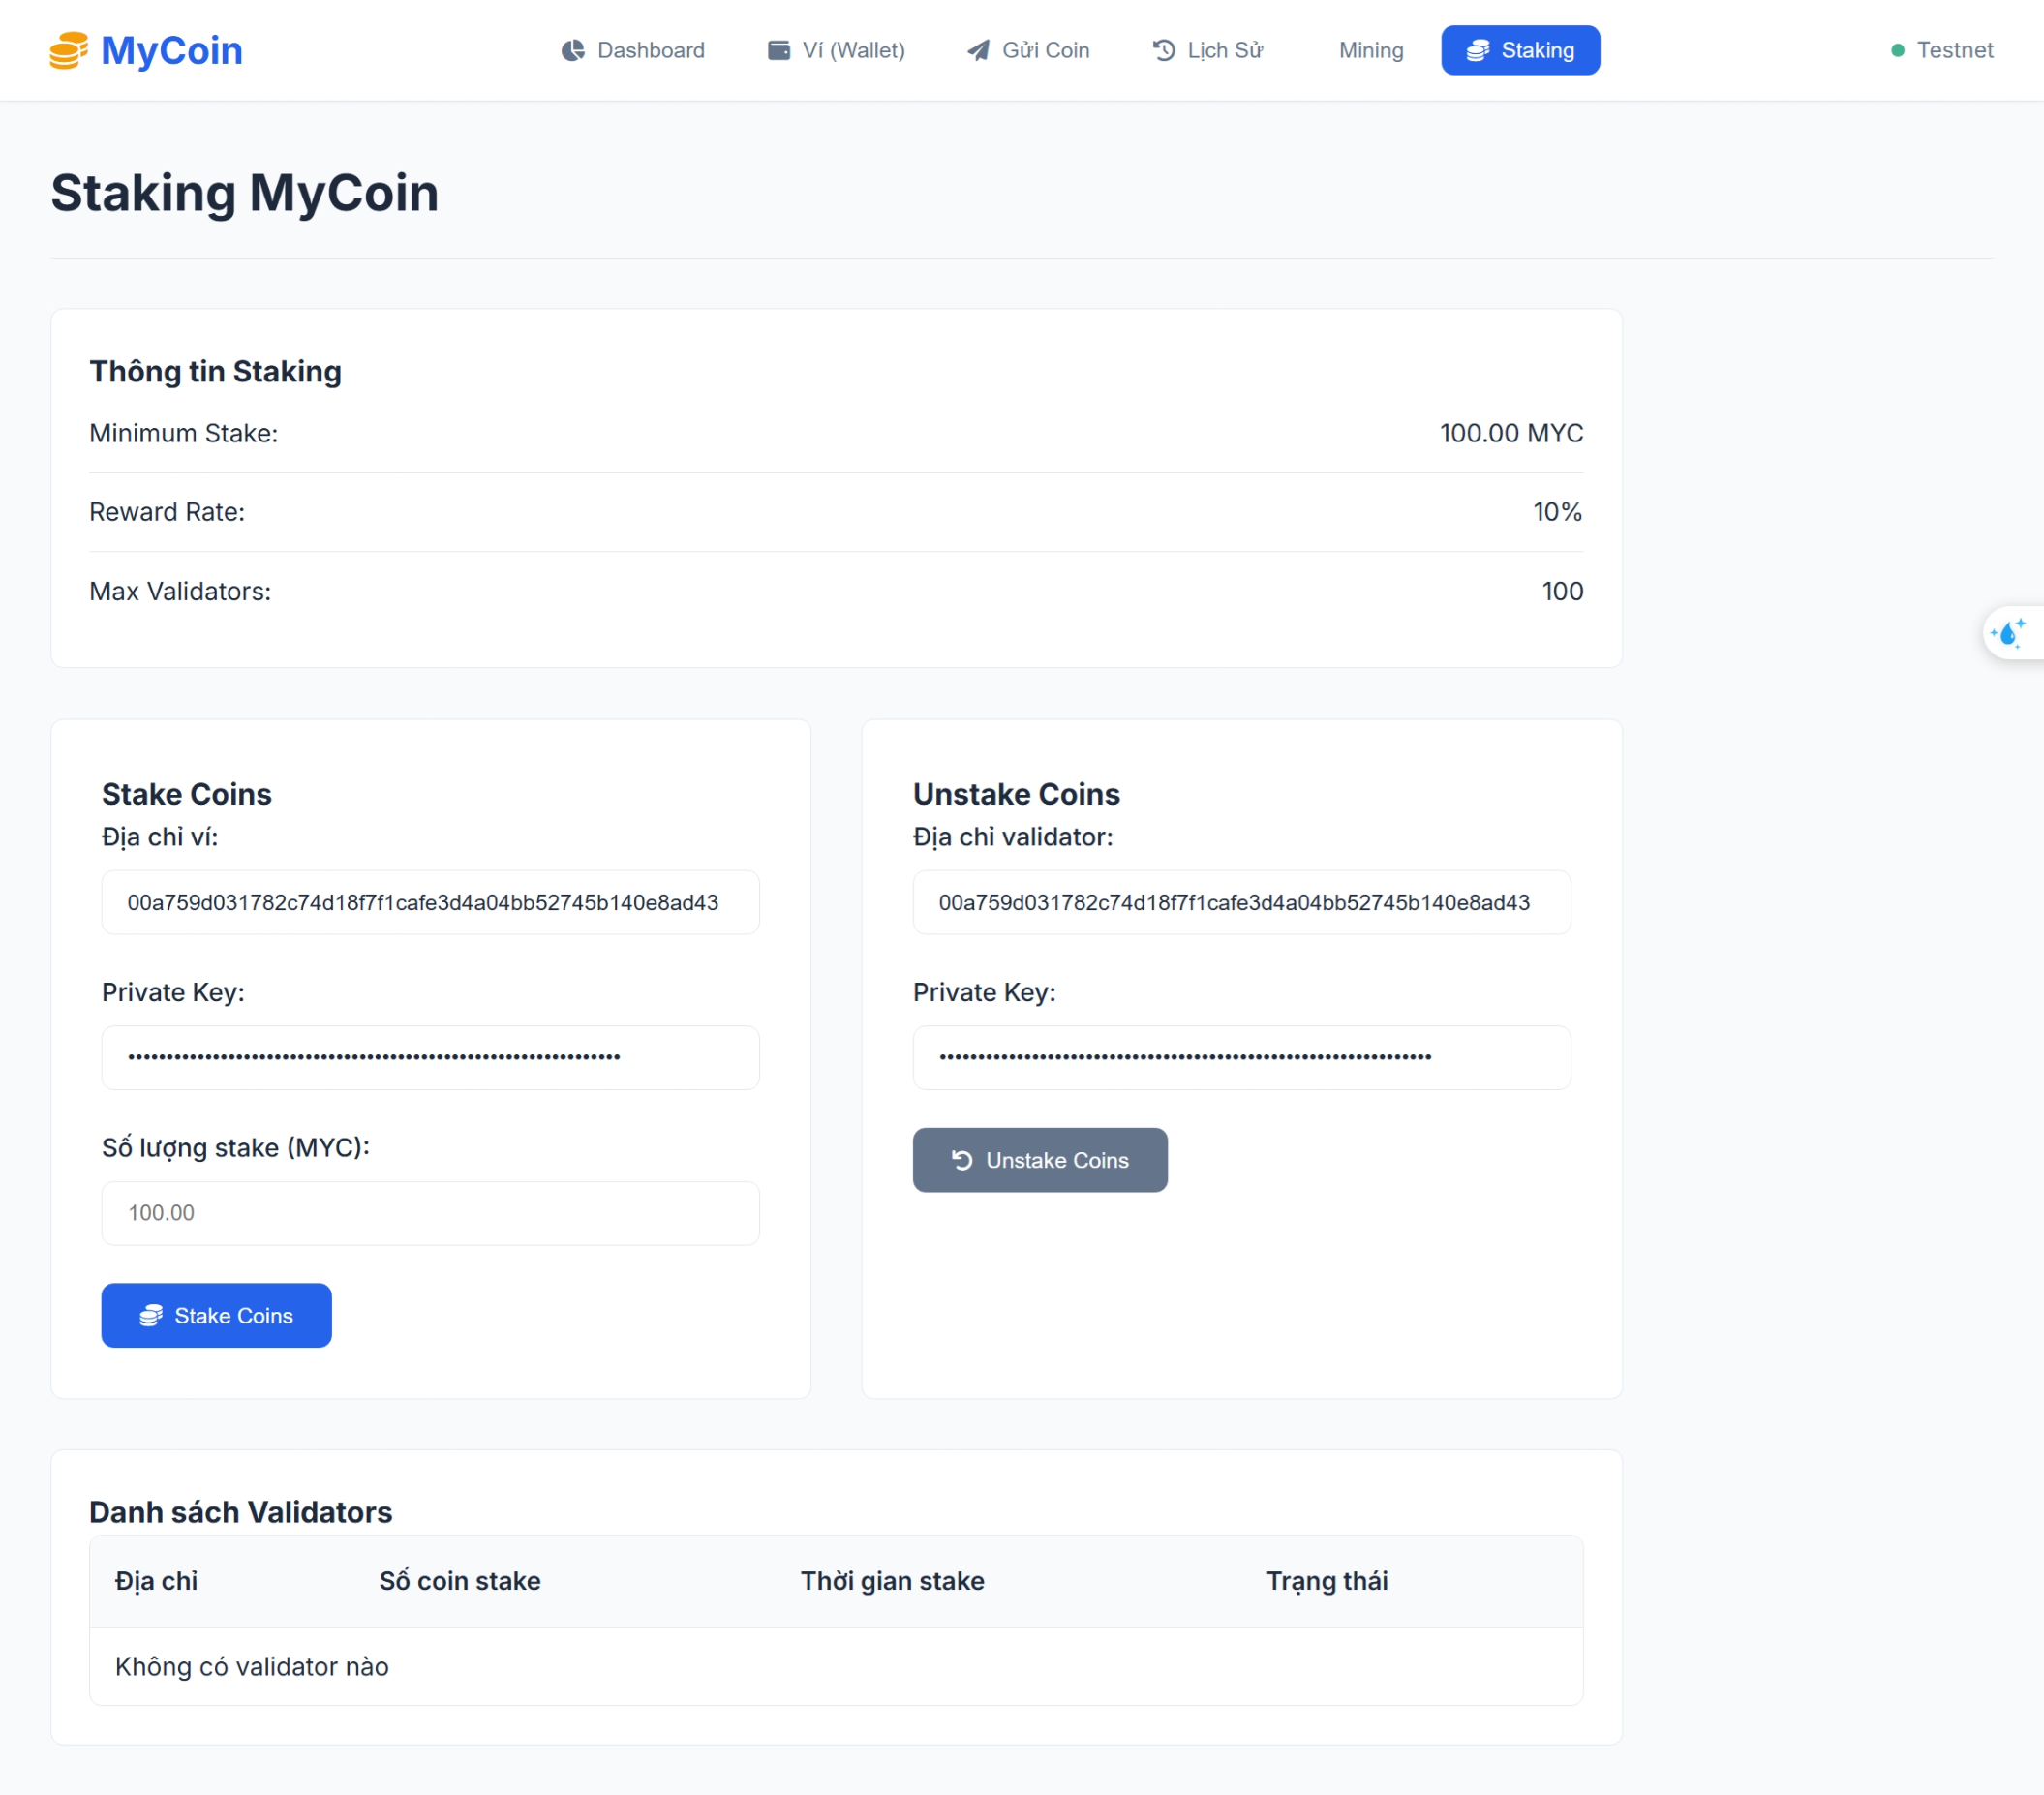 MyCoin
Dashboard
Ví (Wallet)
Gửi Coin
Lịch Sử
Mining
Staking
Testnet
Staking MyCoin
Thông tin Staking
Minimum Stake: 100.00 MYC
Reward Rate: 10%
Max Validators: 100
Stake Coins
Địa chỉ ví:
00a759d031782c74d18f7f1cafe3d4a04bb52745b140e8ad43
Private Key:
Số lượng stake (MYC):
100.00
Stake Coins
Unstake Coins
Địa chỉ validator:
00a759d031782c74d18f7f1cafe3d4a04bb52745b140e8ad43
Private Key:
Unstake Coins
Danh sách Validators
Địa chỉ Số coin stake Thời gian stake Trạng thái
Không có validator nào